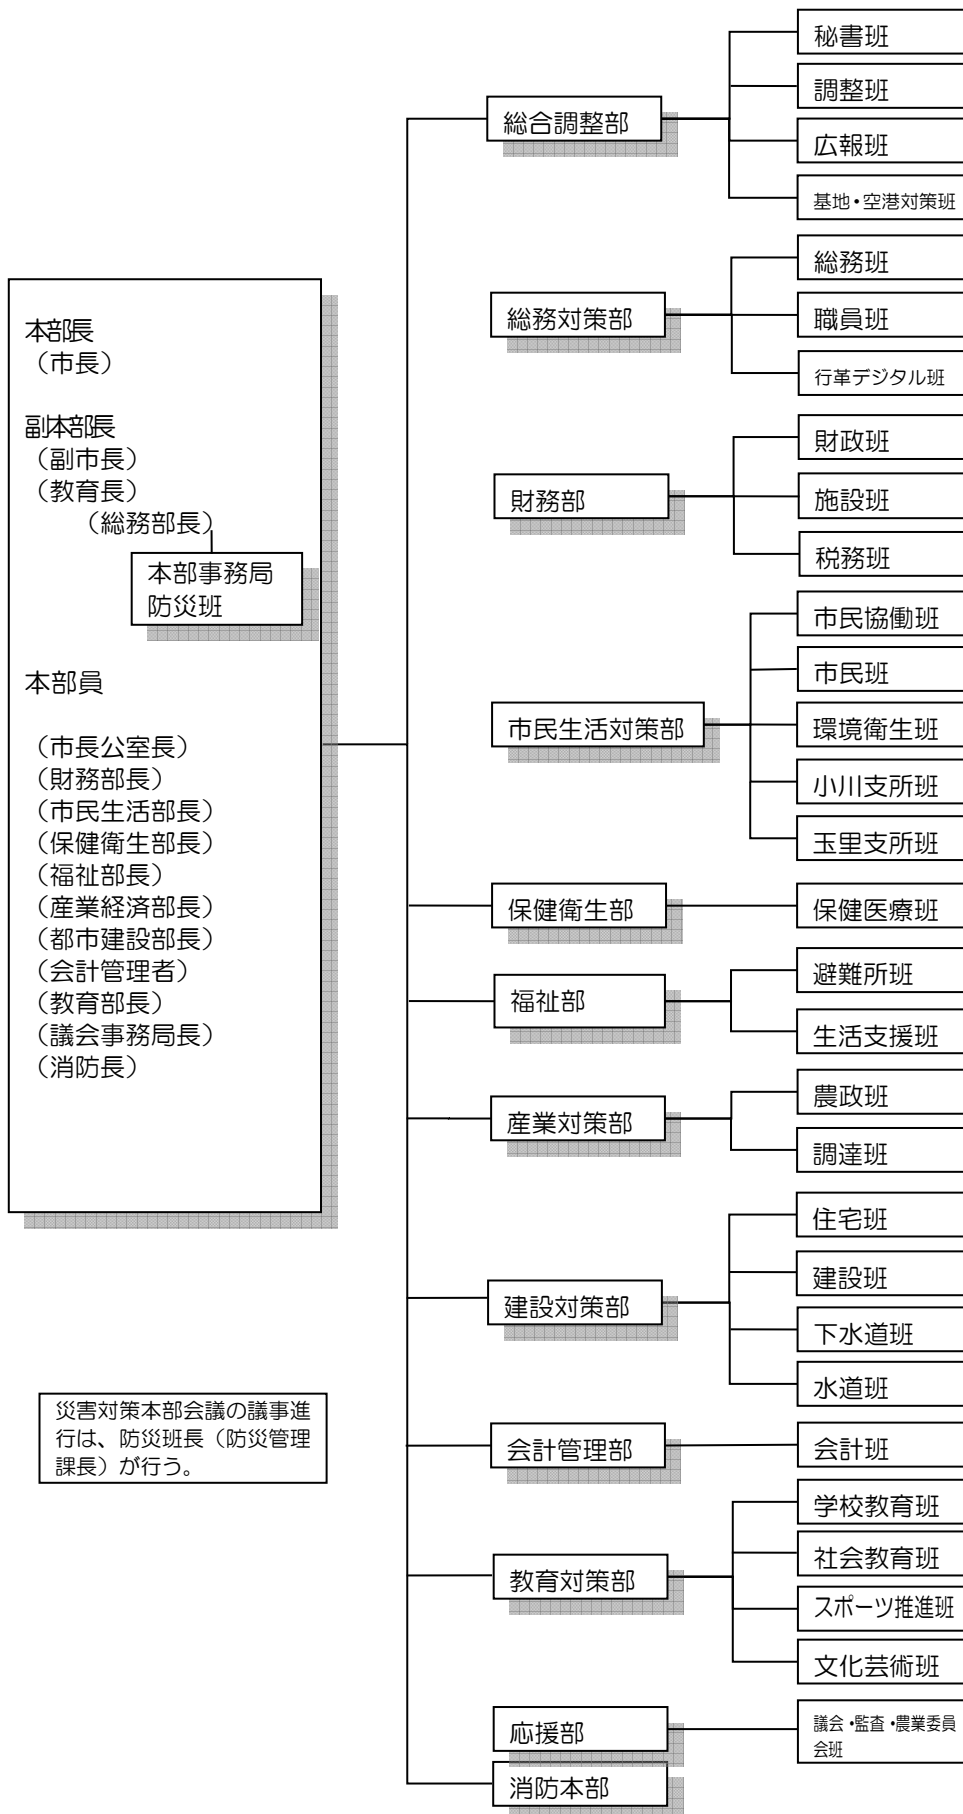 本部長
（市長）
副本部長
（副市長）
（教育長）
（総務部長）
本部事務局
防災班
本部員
（市長公室長）
（財務部長）
（市民生活部長）
（保健衛生部長）
（福祉部長）
（産業経済部長）
（都市建設部長）
（会計管理者）
（教育部長）
（議会事務局長）
（消防長）
災害対策本部会議の議事進
行は、防災班長（防災管理
課長）が行う。
総合調整部
秘書班
調整班
広報班
基地・空港対策班
総務対策部
総務班
職員班
行革デジタル班
財務部
財政班
施設班
税務班
市民生活対策部
市民協働班
市民班
環境衛生班
小川支所班
玉里支所班
保健衛生部
保健医療班
福祉部
避難所班
生活支援班
産業対策部
農政班
調達班
建設対策部
住宅班
建設班
下水道班
水道班
会計管理部
会計班
教育対策部
学校教育班
社会教育班
スポーツ推進班
文化芸術班
応援部
議会・監査・農業委員
会班
消防本部